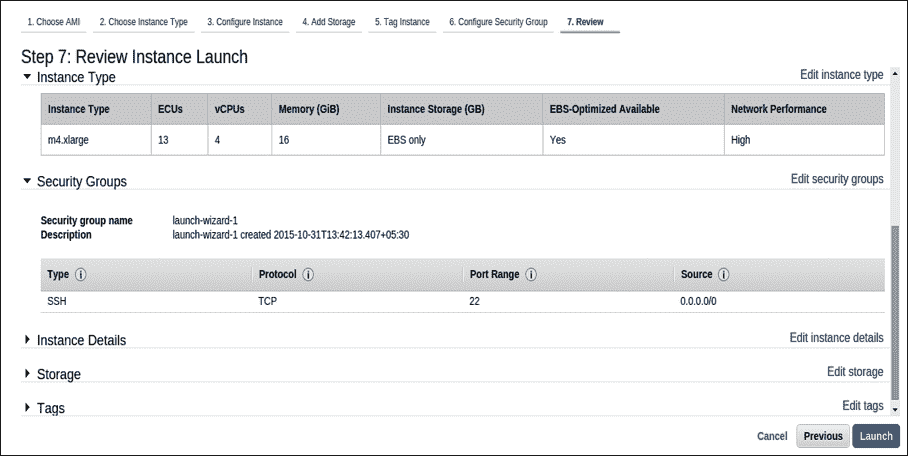 1. Choose AMI 2. Choose Instance Type 3. Configure Instance 4. Add Storage 5. Tag Instance 6. Configure Security Group 7. Review
Step 7: Review Instance Launch
Instance Type Edit instance type
Instance Type ECUs vCPUs Memory (GiB) Instance Storage (GB) EBS-Optimized Available Network Performance
m4.xlarge 13 4 16 EBS only Yes High
Security Groups Edit security groups
Security group name launch-wizard-1
Description launch-wizard-1 created 2015-10-31T13:42:13.407+05:30
Type i Protocol i Port Range i Source i
SSH TCP 22 0.0.0.0/0
Instance Details Edit instance details
Storage Edit storage
Tags Edit tags
Cancel Previous Launch